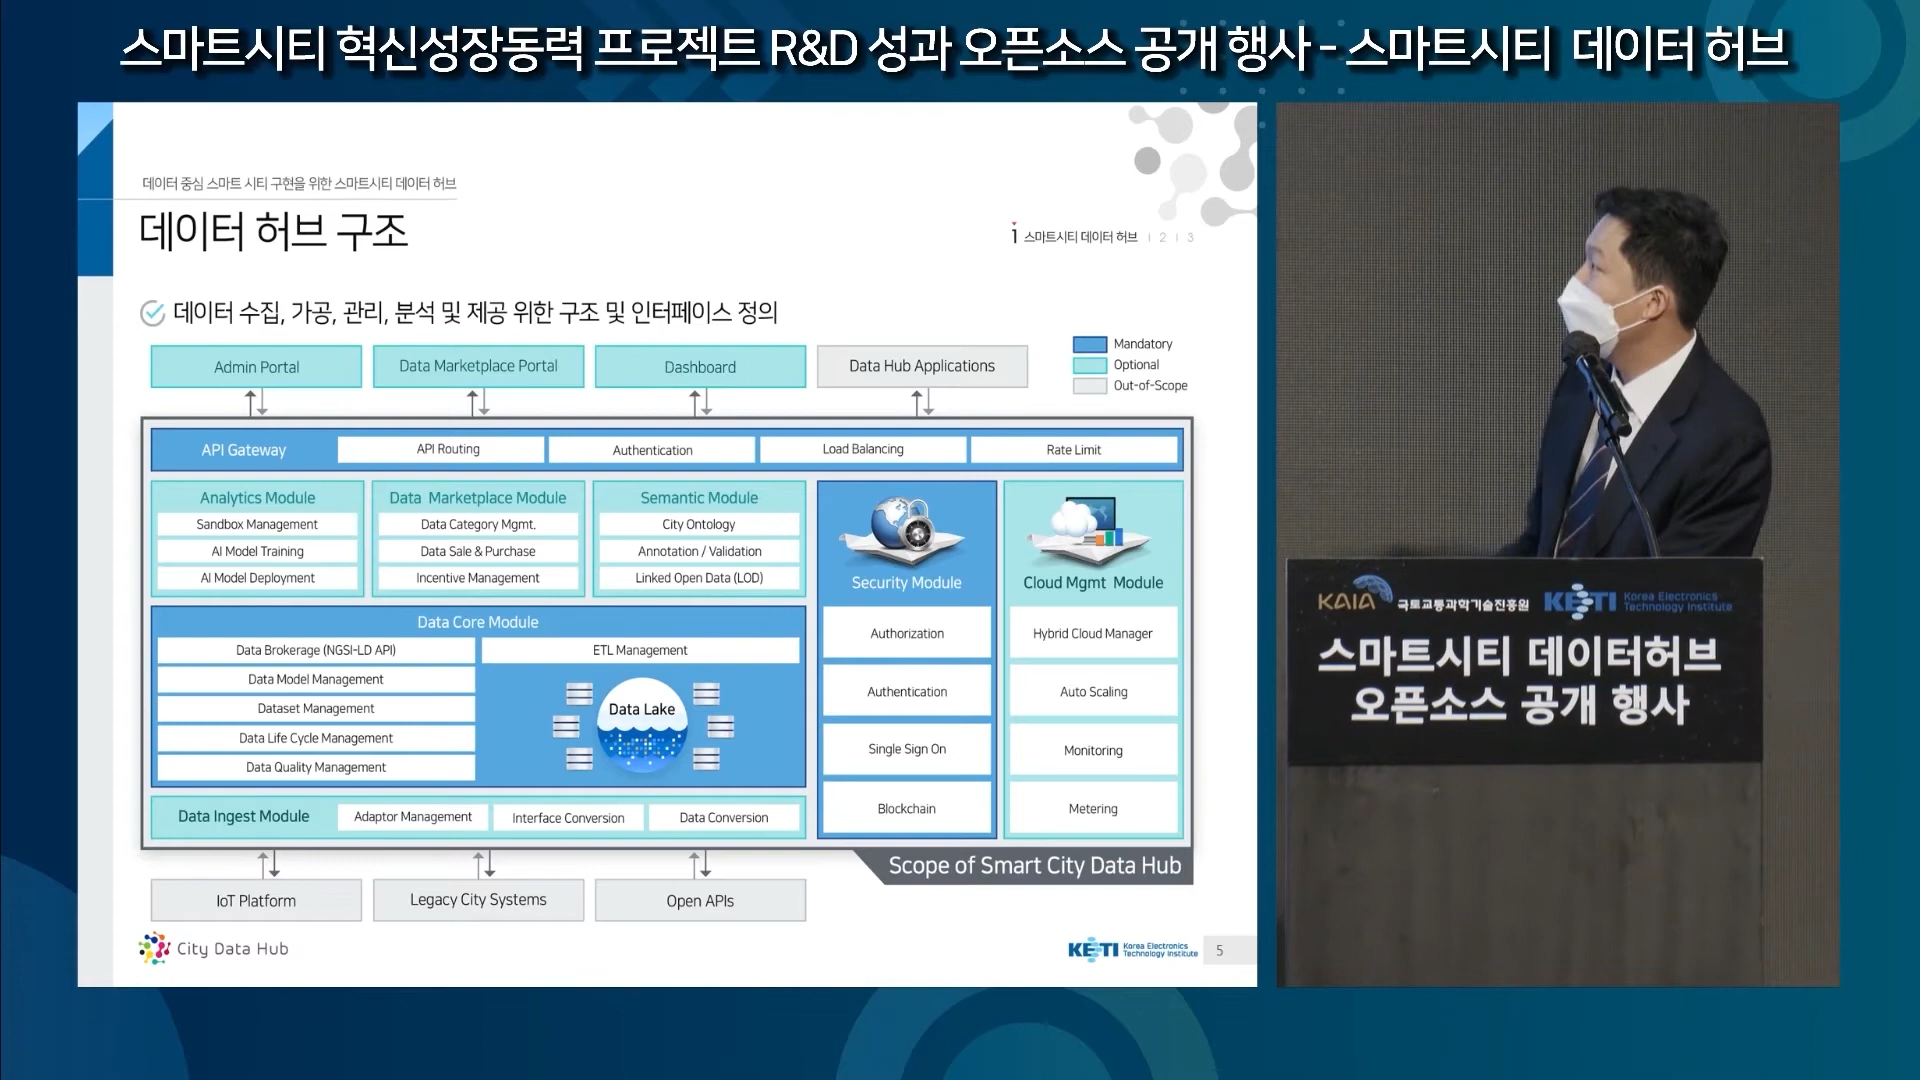 스마트시티 혁신성장동력 프로젝트 R&D 성과 오픈소스 공개 행사 - 스마트시티 데이터 허브
데이터 중심 스마트 시티 구현을 위한 스마트시티 데이터 허브
데이터 허브 구조
1 스마트시티 데이터 허브 | 2 | 3
데이터 수집, 가공, 관리, 분석 및 제공 위한 구조 및 인터페이스 정의
Mandatory
Optional
Out-of-Scope
Admin Portal
Data Marketplace Portal
Dashboard
Data Hub Applications
API Gateway
API Routing
Authentication
Load Balancing
Rate Limit
Analytics Module
Sandbox Management
AI Model Training
AI Model Deployment
Data Marketplace Module
Data Category Mgmt.
Data Sale & Purchase
Incentive Management
Semantic Module
City Ontology
Annotation / Validation
Linked Open Data (LOD)
Security Module
Authorization
Authentication
Single Sign On
Blockchain
Cloud Mgmt Module
Hybrid Cloud Manager
Auto Scaling
Monitoring
Metering
Data Core Module
Data Brokerage (NGSI-LD API)
Data Model Management
Dataset Management
Data Life Cycle Management
Data Quality Management
ETL Management
Data Lake
Data Ingest Module
Adaptor Management
Interface Conversion
Data Conversion
Scope of Smart City Data Hub
IoT Platform
Legacy City Systems
Open APIs
City Data Hub
KETI Korea Electronics
Technology Institute
5
KAIA 국토교통과학기술진흥원
KETI Korea Electronics
Technology Institute
스마트시티 데이터허브
오픈소스 공개 행사